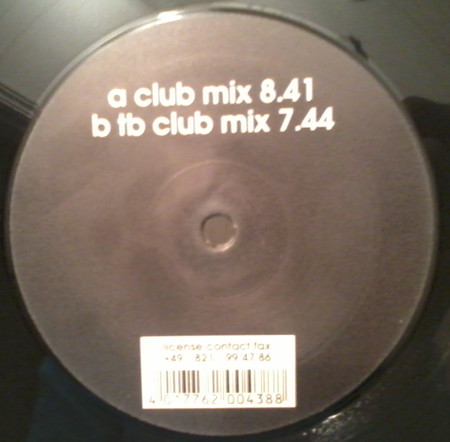 a club mix 8.41
b tb club mix 7.44
license contact fax
+49 821 99 47 86
4 017762 004388